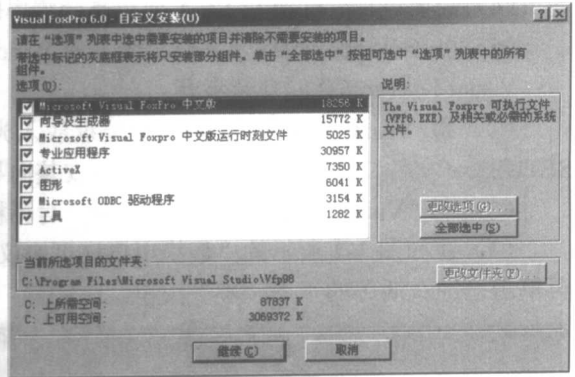 Visual FoxPro 6.0 - 自定义安装(U)
请在“选项”列表中选中需要安装的项目并清除不需要安装的项目。
带选中标记的灰底框表示将只安装部分组件。单击“全部选中”按钮可选中“选项”列表中的所有
组件。
选项(O):
说明:
Microsoft Visual FoxPro 中文版 18256 K
向导及生成器 15772 K
Microsoft Visual Foxpro 中文版运行时刻文件 5025 K
专业应用程序 30957 K
ActiveX 7350 K
图形 6041 K
Microsoft ODBC 驱动程序 3154 K
工具 1282 K
The Visual Foxpro 可执行文件
(VFP6.EXE) 及相关或必需的系统
文件。
更改选项(G)...
全部选中(S)
当前所选项目的文件夹:
C:\Program Files\Microsoft Visual Studio\Vfp98
更改文件夹(F)...
C: 上所需空间: 87837 K
C: 上可用空间: 3069372 K
继续(C)
取消